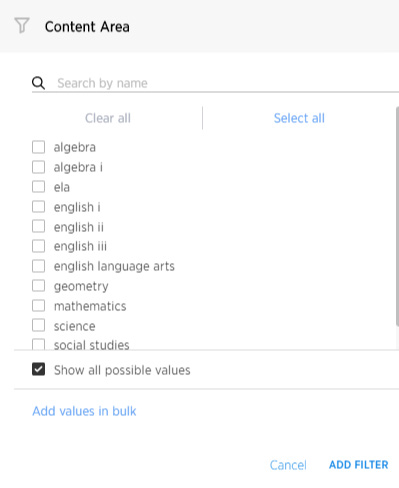 Content Area
Search by name
Clear all
Select all
algebra
algebra i
ela
english i
english ii
english iii
english language arts
geometry
mathematics
science
social studies
Show all possible values
Add values in bulk
Cancel
ADD FILTER